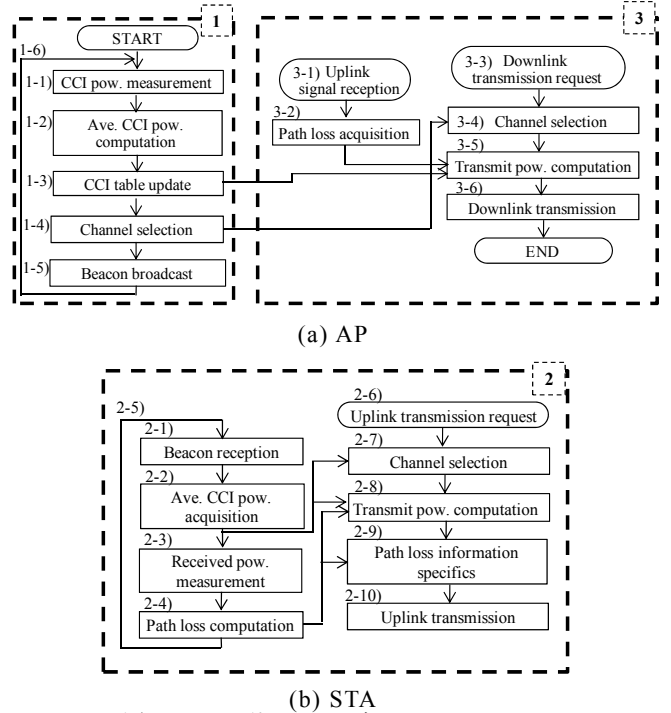 1
START
1-6)
1-1)
CCI pow. measurement
1-2)
Ave. CCI pow.
computation
1-3)
CCI table update
1-4)
Channel selection
1-5)
Beacon broadcast
3
3-1) Uplink
signal reception
3-2)
Path loss acquisition
3-3) Downlink
transmission request
3-4) Channel selection
3-5)
Transmit pow. computation
3-6)
Downlink transmission
END
(a) AP
2
2-5)
2-1)
Beacon reception
2-2)
Ave. CCI pow.
acquisition
2-3)
Received pow.
measurement
2-4)
Path loss computation
2-6)
Uplink transmission request
2-7)
Channel selection
2-8)
Transmit pow. computation
2-9)
Path loss information
specifics
2-10)
Uplink transmission
(b) STA